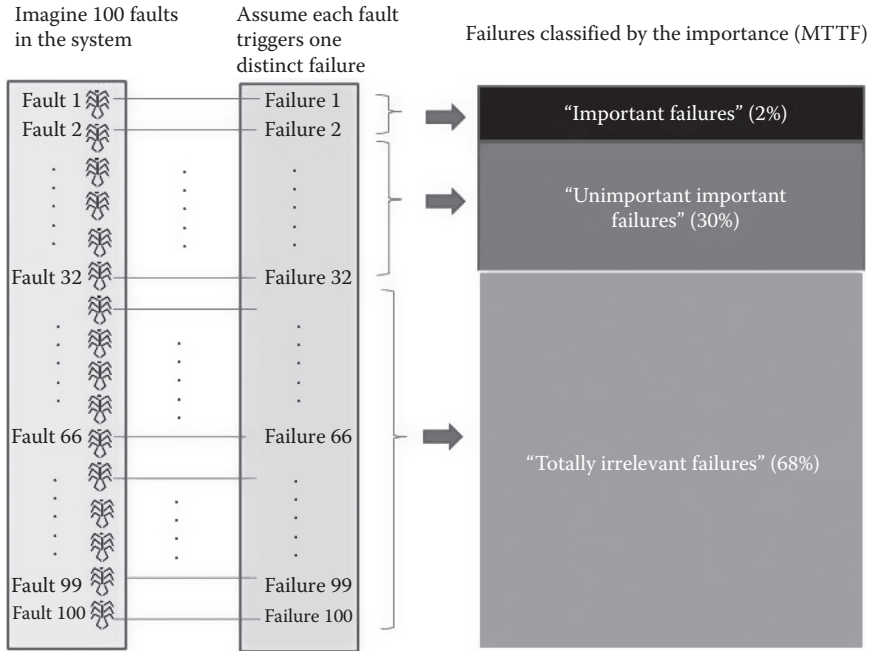 Imagine 100 faults
in the system
Assume each fault
triggers one
distinct failure
Failures classified by the importance (MTTF)
Fault 1
Fault 2
Fault 32
Fault 66
Fault 99
Fault 100
Failure 1
Failure 2
Failure 32
Failure 66
Failure 99
Failure 100
“Important failures” (2%)
“Unimportant important
failures” (30%)
“Totally irrelevant failures” (68%)